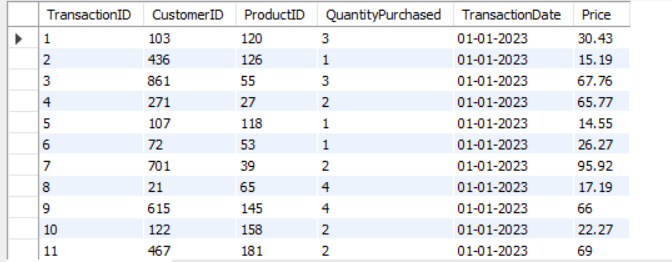 TransactionID CustomerID ProductID QuantityPurchased TransactionDate Price
1 103 120 3 01-01-2023 30.43
2 436 126 1 01-01-2023 15.19
3 861 55 3 01-01-2023 67.76
4 271 27 2 01-01-2023 65.77
5 107 118 1 01-01-2023 14.55
6 72 53 1 01-01-2023 26.27
7 701 39 2 01-01-2023 95.92
8 21 65 4 01-01-2023 17.19
9 615 145 4 01-01-2023 66
10 122 158 2 01-01-2023 22.27
11 467 181 2 01-01-2023 69